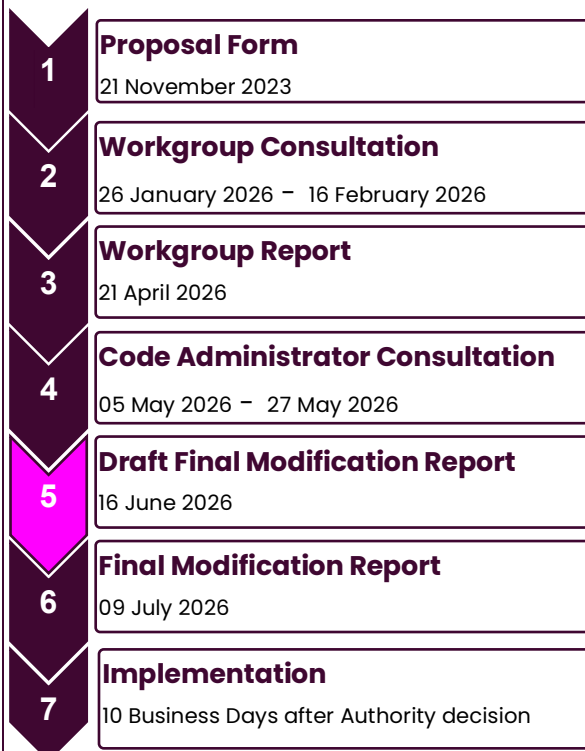 1
Proposal Form
21 November 2023
2
Workgroup Consultation
26 January 2026 – 16 February 2026
3
Workgroup Report
21 April 2026
4
Code Administrator Consultation
05 May 2026 – 27 May 2026
5
Draft Final Modification Report
16 June 2026
6
Final Modification Report
09 July 2026
7
Implementation
10 Business Days after Authority decision